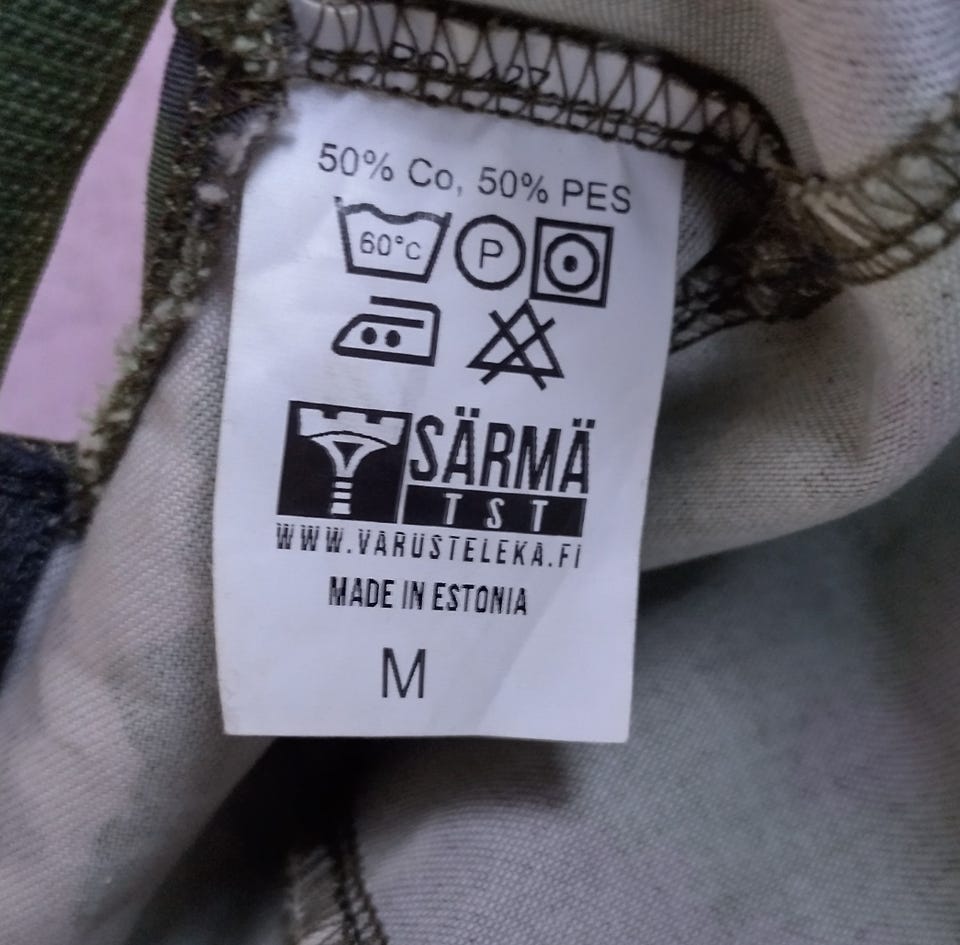 50% Co, 50% PES
60°c P
SÄRMÄ
TST
WWW.VARUSTELEKA.FI
MADE IN ESTONIA
M